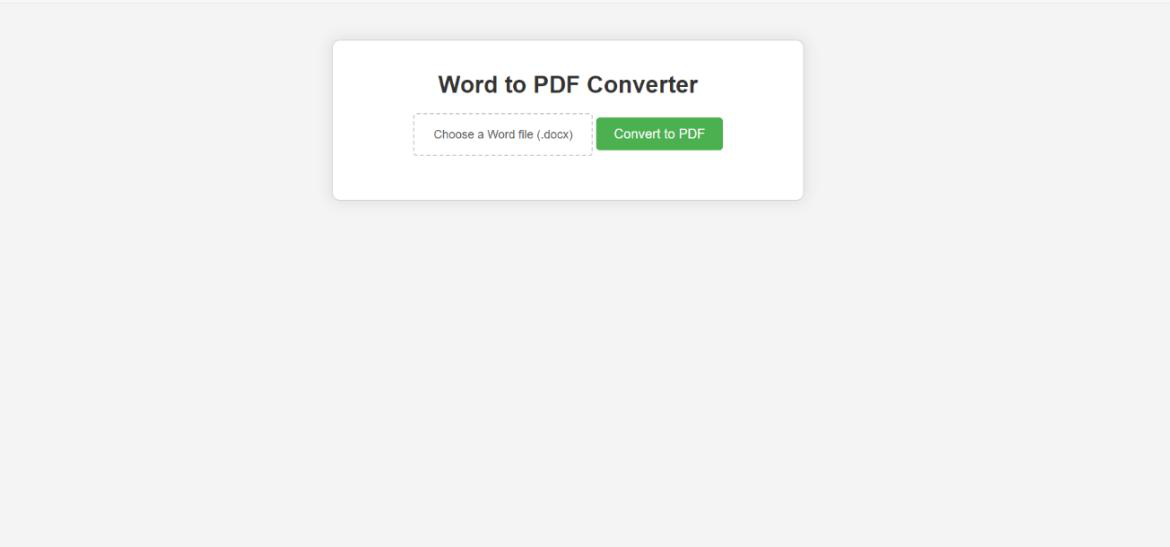 Word to PDF Converter
Choose a Word file (.docx) Convert to PDF